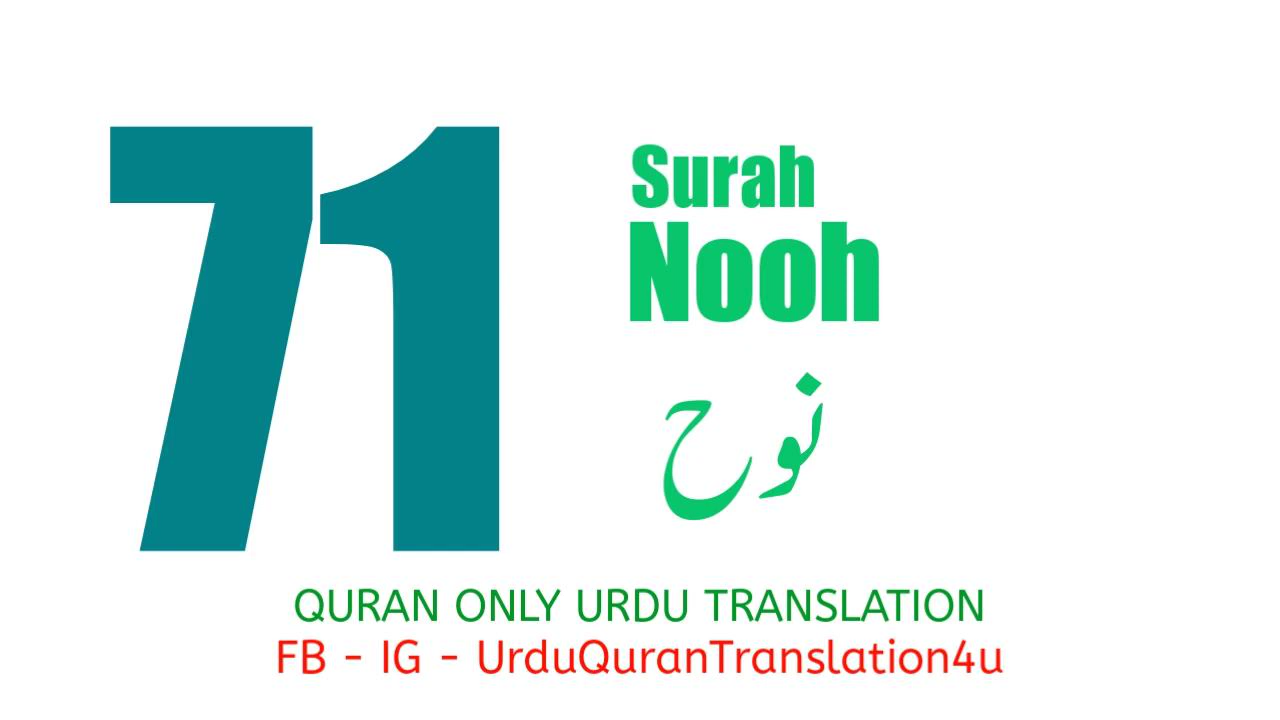 71
Surah
Nooh
نوح
QURAN ONLY URDU TRANSLATION
FB - IG - UrduQuranTranslation4u